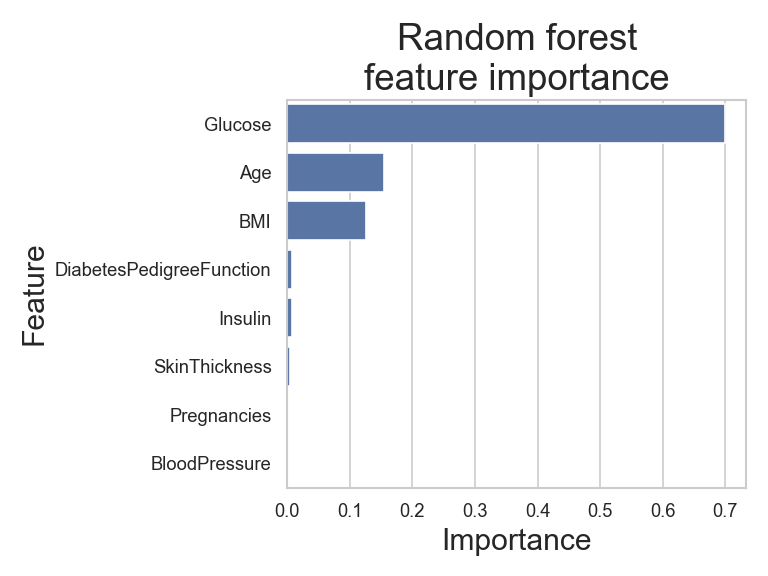 Random forest
feature importance
Feature
Glucose
Age
BMI
DiabetesPedigreeFunction
Insulin
SkinThickness
Pregnancies
BloodPressure
0.0 0.1 0.2 0.3 0.4 0.5 0.6 0.7
Importance